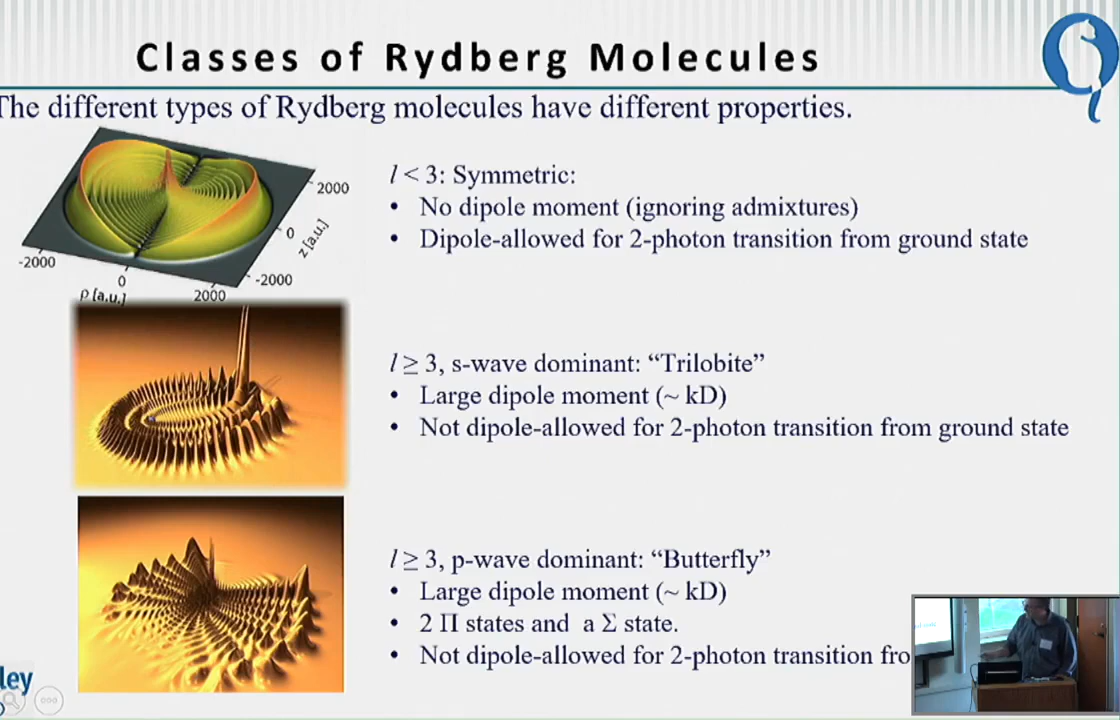 Classes of Rydberg Molecules
The different types of Rydberg molecules have different properties.
2000
0
z [a.u.]
-2000
-2000
0
2000
ρ [a.u.]
l < 3: Symmetric:
• No dipole moment (ignoring admixtures)
• Dipole-allowed for 2-photon transition from ground state
l ≥ 3, s-wave dominant: “Trilobite”
• Large dipole moment (~ kD)
• Not dipole-allowed for 2-photon transition from ground state
l ≥ 3, p-wave dominant: “Butterfly”
• Large dipole moment (~ kD)
• 2 Π states and a Σ state.
• Not dipole-allowed for 2-photon transition fro
ley